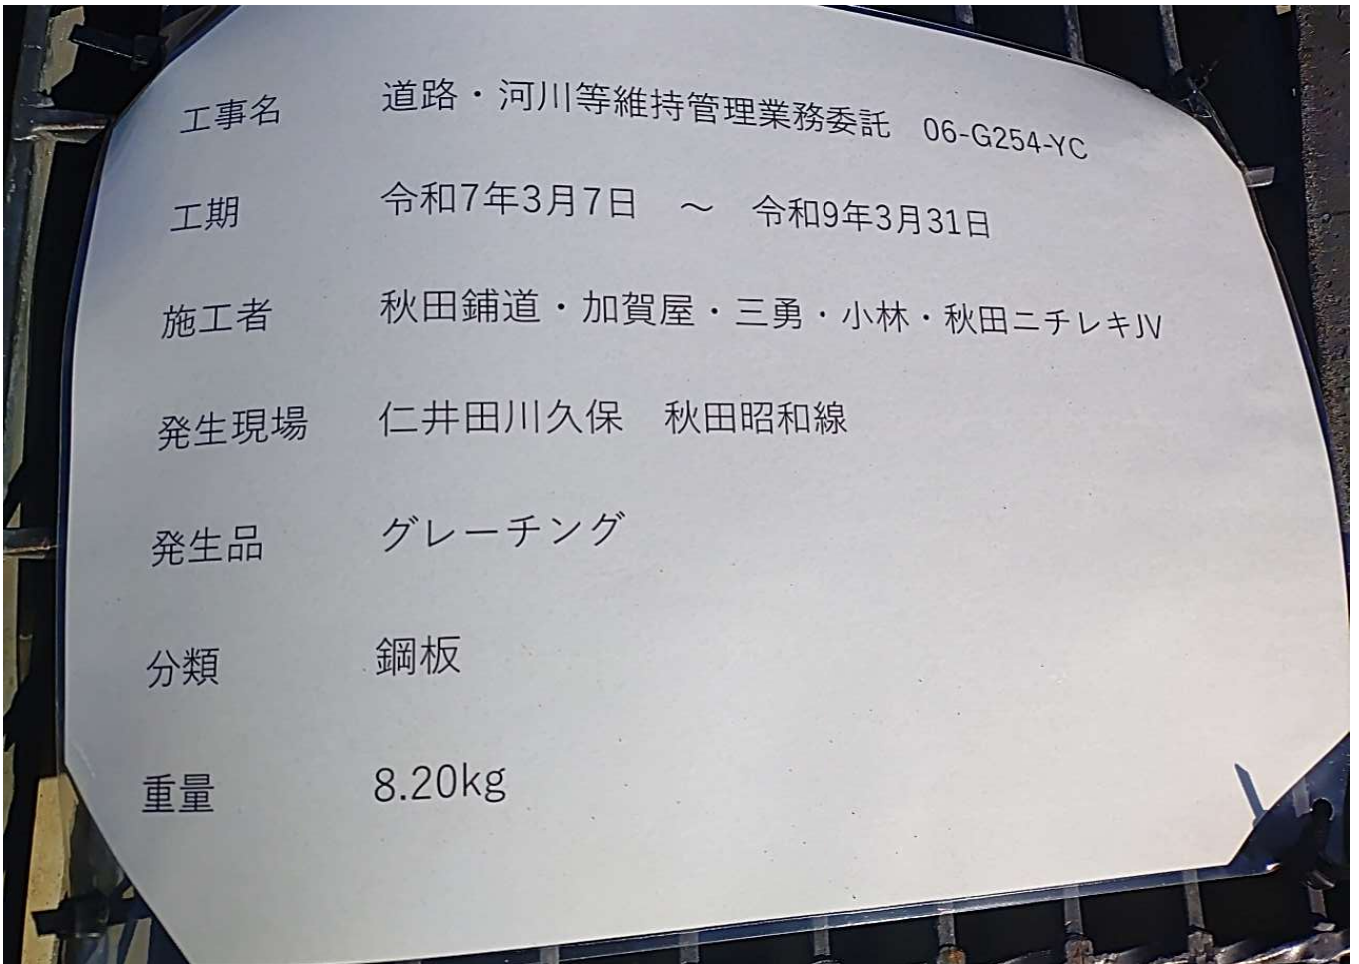 工事名 道路・河川等維持管理業務委託 06-G254-YC
工期 令和7年3月7日 ～ 令和9年3月31日
施工者 秋田鋪道・加賀屋・三勇・小林・秋田ニチレキJV
発生現場 仁井田川久保 秋田昭和線
発生品 グレーチング
分類 鋼板
重量 8.20kg